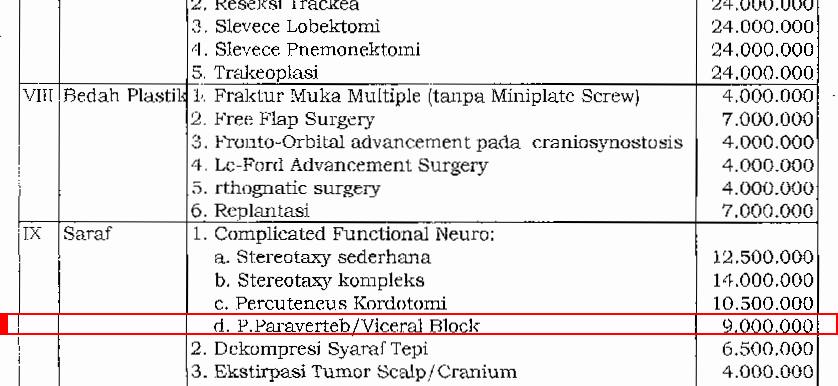 2. Reseksi Trackea 24.000.000
3. Slevece Lobektomi 24.000.000
4. Slevece Pnemonektomi 24.000.000
5. Trakeoplasi 24.000.000
VIII Bedah Plastik 1. Fraktur Muka Multiple (tanpa Miniplate Screw) 4.000.000
2. Free Flap Surgery 7.000.000
3. Fronto-Orbital advancement pada craniosynostosis 4.000.000
4. Le-Ford Advancement Surgery 4.000.000
5. rthognatic surgery 4.000.000
6. Replantasi 7.000.000
IX Saraf 1. Complicated Functional Neuro:
a. Stereotaxy sederhana 12.500.000
b. Stereotaxy kompleks 14.000.000
c. Percuteneus Kordotomi 10.500.000
d. P.Paraverteb/Viceral Block 9.000.000
2. Dekompresi Syaraf Tepi 6.500.000
3. Ekstirpasi Tumor Scalp/Cranium 4.000.000